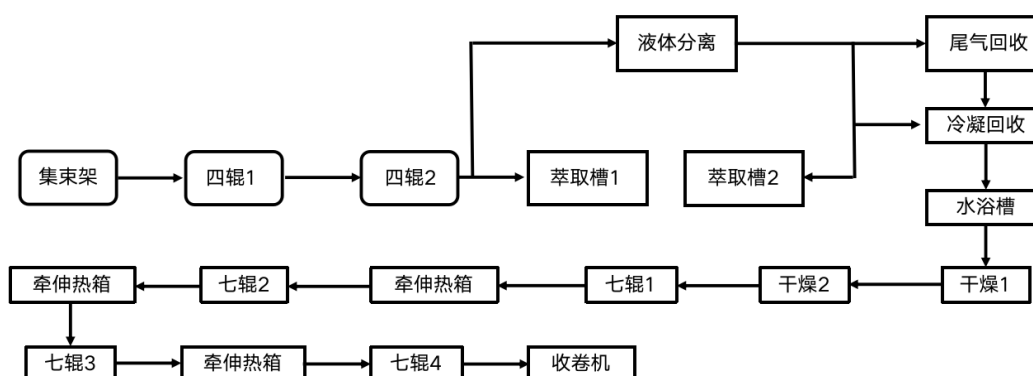 液体分离
尾气回收
冷凝回收
集束架
四辊1
四辊2
萃取槽1
萃取槽2
水浴槽
牵伸热箱
七辊2
牵伸热箱
七辊1
干燥2
干燥1
七辊3
牵伸热箱
七辊4
收卷机